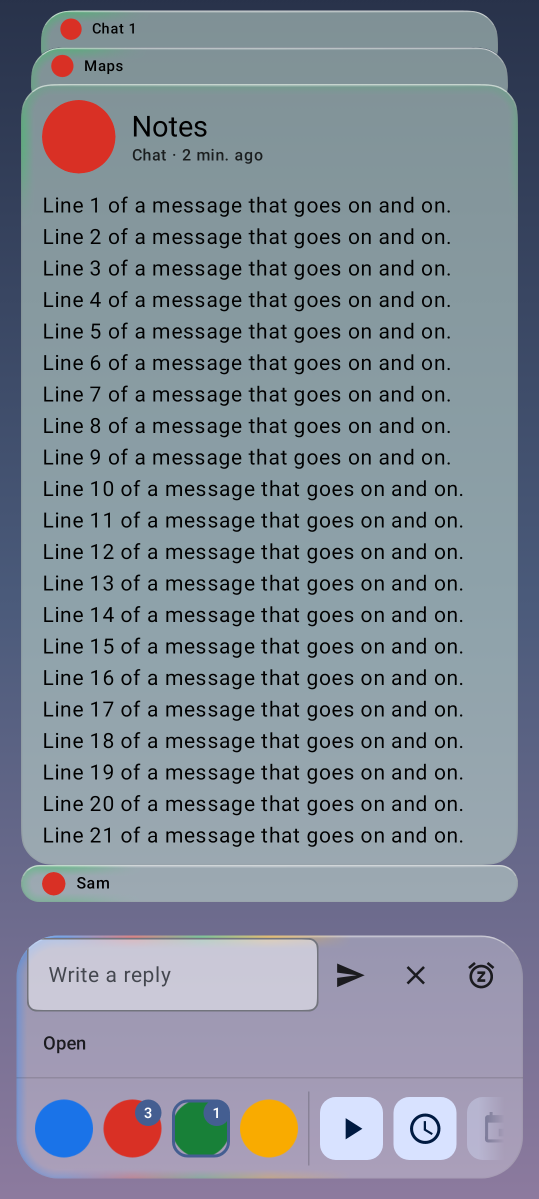 Chat 1
Maps
Notes
Chat · 2 min. ago
Line 1 of a message that goes on and on.
Line 2 of a message that goes on and on.
Line 3 of a message that goes on and on.
Line 4 of a message that goes on and on.
Line 5 of a message that goes on and on.
Line 6 of a message that goes on and on.
Line 7 of a message that goes on and on.
Line 8 of a message that goes on and on.
Line 9 of a message that goes on and on.
Line 10 of a message that goes on and on.
Line 11 of a message that goes on and on.
Line 12 of a message that goes on and on.
Line 13 of a message that goes on and on.
Line 14 of a message that goes on and on.
Line 15 of a message that goes on and on.
Line 16 of a message that goes on and on.
Line 17 of a message that goes on and on.
Line 18 of a message that goes on and on.
Line 19 of a message that goes on and on.
Line 20 of a message that goes on and on.
Line 21 of a message that goes on and on.
Sam
Write a reply
Open
3 1